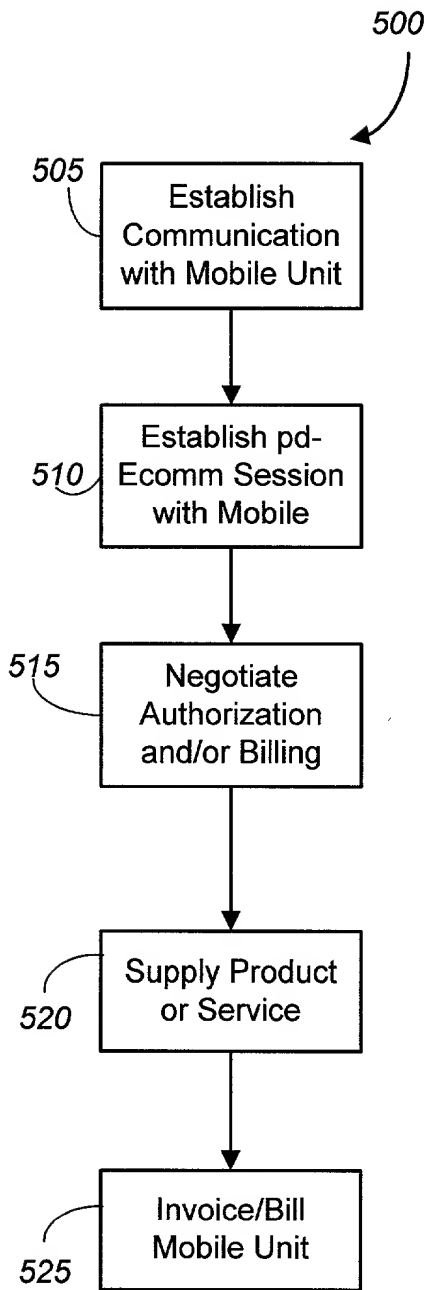 500
505
Establish
Communication
with Mobile Unit
510
Establish pd-
Ecomm Session
with Mobile
515
Negotiate
Authorization
and/or Billing
520
Supply Product
or Service
525
Invoice/Bill
Mobile Unit